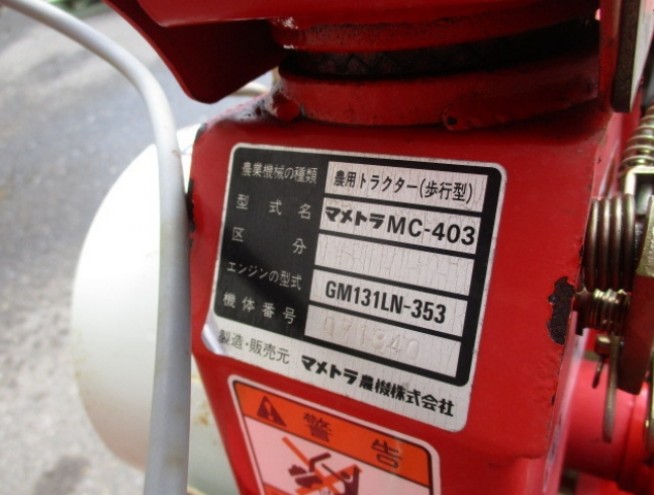 農業機械の種類 農用トラクター(歩行型)
型式名 マメトラ MC-403
区分
エンジンの型式 GM131LN-353
機体番号 071840
製造・販売元 マメトラ農機株式会社
警告